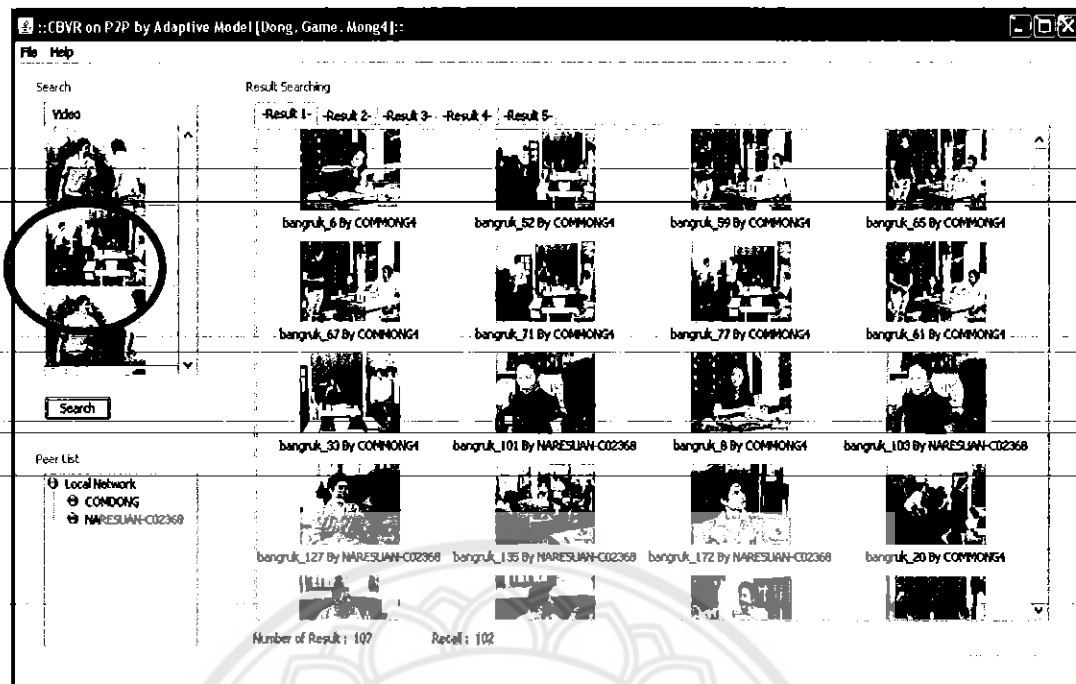 ::CBVR on P2P by Adaptive Model [Dong, Game, Mong4]::
File Help
Search
Result Searching
Video
-Result 1- -Result 2- -Result 3- -Result 4- -Result 5-
bangruk_6 By COMMONG4 bangruk_52 By COMMONG4 bangruk_59 By COMMONG4 bangruk_65 By COMMONG4
bangruk_67 By COMMONG4 bangruk_71 By COMMONG4 bangruk_77 By COMMONG4 bangruk_61 By COMMONG4
Search
bangruk_33 By COMMONG4 bangruk_101 By NARESUAN-C02368 bangruk_8 By COMMONG4 bangruk_103 By NARESUAN-C02368
Peer List
Local Network
COMDONG
NARESUAN-C02368
bangruk_127 By NARESUAN-C02368 bangruk_135 By NARESUAN-C02368 bangruk_172 By NARESUAN-C02368 bangruk_20 By COMMONG4
Number of Result : 107 Recall : 102